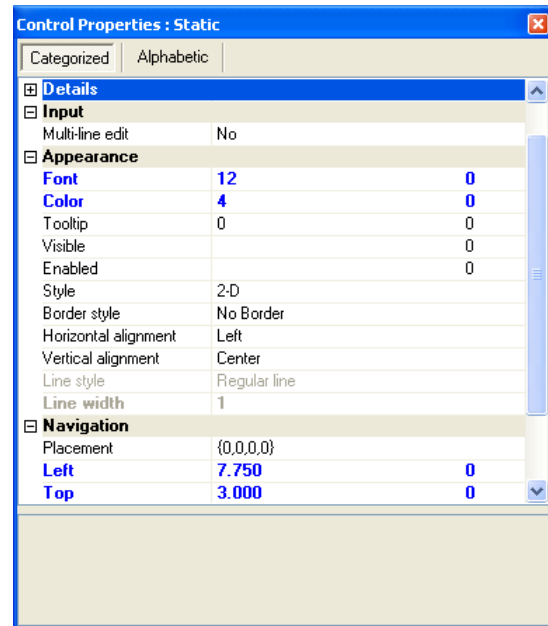 Control Properties : Static
Categorized Alphabetic
Details
Input
Multi-line edit No
Appearance
Font 12 0
Color 4 0
Tooltip 0 0
Visible 0
Enabled 0
Style 2-D
Border style No Border
Horizontal alignment Left
Vertical alignment Center
Line style Regular line
Line width 1
Navigation
Placement {0,0,0,0}
Left 7.750 0
Top 3.000 0